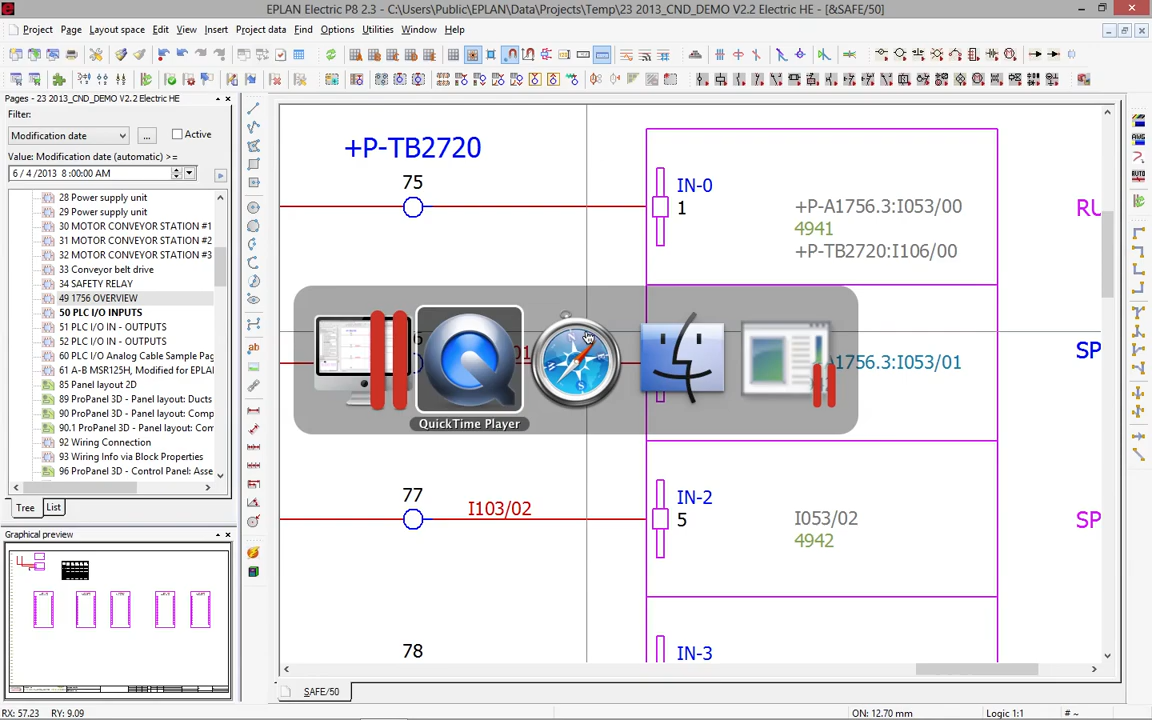 EPLAN Electric P8 2.3 - C:\Users\Public\EPLAN\Data\Projects\Temp\23 2013_CND_DEMO V2.2 Electric HE - [&SAFE/50]
Project Page Layout space Edit View Insert Project data Find Options Utilities Window Help
Pages - 23 2013_CND_DEMO V2.2 Electric HE
Filter:
Modification date
...
Active
Value: Modification date (automatic) >=
6 / 4 /2013 8:00:00 AM
28 Power supply unit
29 Power supply unit
30 MOTOR CONVEYOR STATION #1
31 MOTOR CONVEYOR STATION #2
32 MOTOR CONVEYOR STATION #3
33 Conveyor belt drive
34 SAFETY RELAY
49 1756 OVERVIEW
50 PLC I/O INPUTS
51 PLC I/O IN - OUTPUTS
52 PLC I/O IN - OUTPUTS
60 PLC I/O Analog Cable Sample Pag
61 A-B MSR125H, Modified for EPLAN
85 Panel layout 2D
89 ProPanel 3D - Panel layout: Ducts
90 ProPanel 3D - Panel layout: Comp
90.1 ProPanel 3D - Panel layout: Com
92 Wiring Connection
93 Wiring Info via Block Properties
96 ProPanel 3D - Control Panel: Asse
Tree List
Graphical preview
+P-TB2720
75
IN-0
1
+P-A1756.3:I053/00
4941
+P-TB2720:I106/00
RU
1756.3:I053/01
SP
QuickTime Player
77
I103/02
IN-2
5
I053/02
4942
SP
78
IN-3
SAFE/50
RX: 57.23 RY: 9.09
ON: 12.70 mm
Logic 1:1
# ~